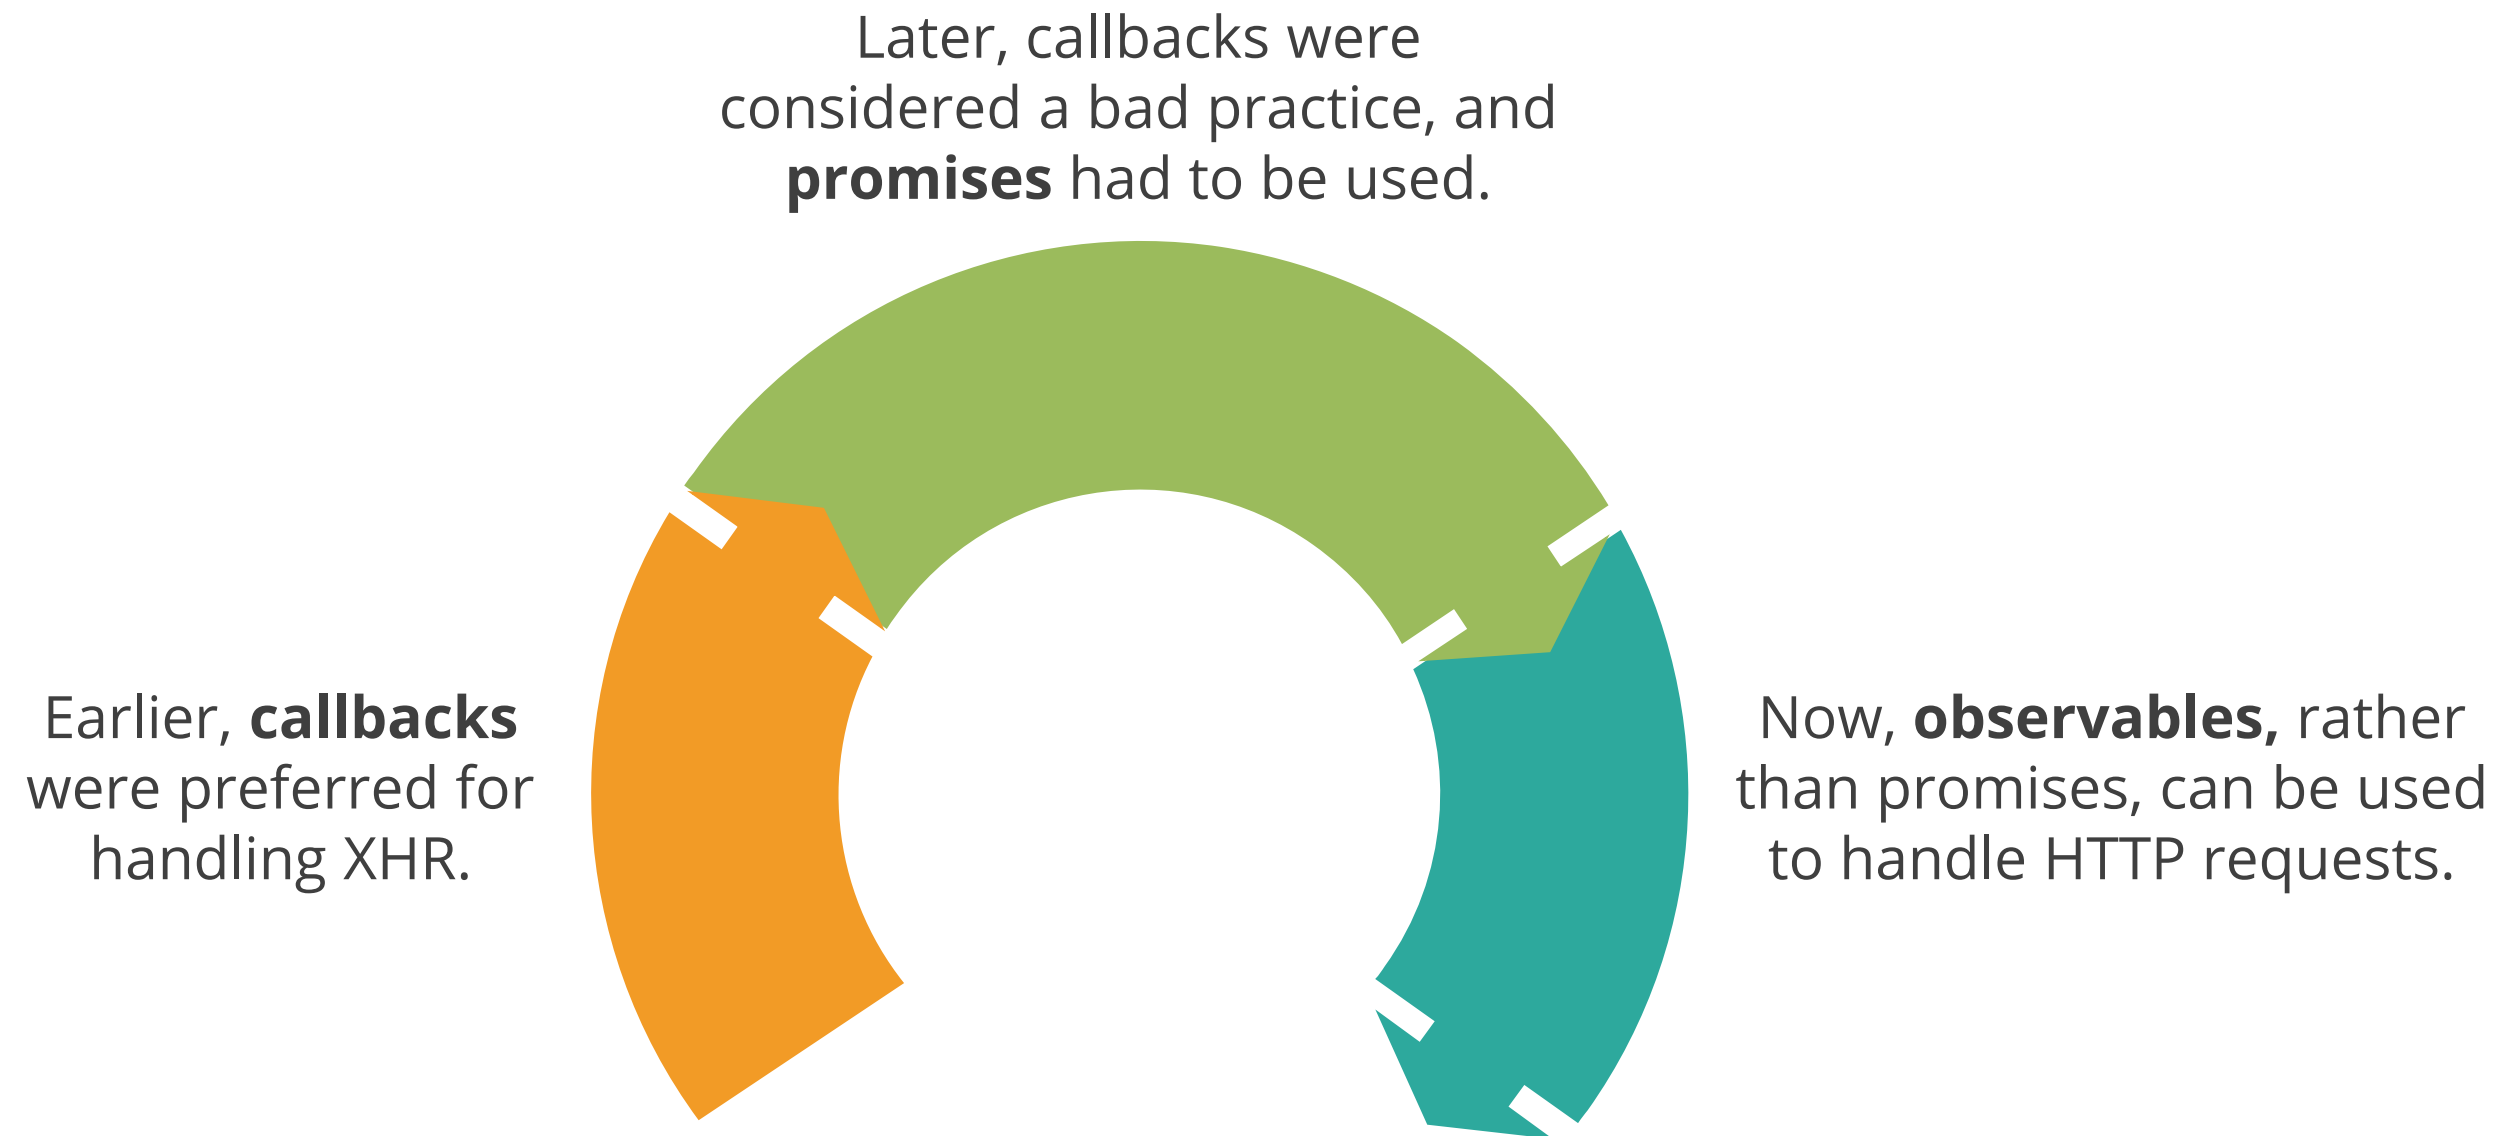 Later, callbacks were
considered a bad practice, and
promises had to be used.
Earlier, callbacks
were preferred for
handling XHR.
Now, observables, rather
than promises, can be used
to handle HTTP requests.